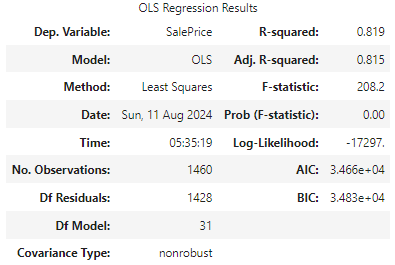 OLS Regression Results
Dep. Variable: SalePrice R-squared: 0.819
Model: OLS Adj. R-squared: 0.815
Method: Least Squares F-statistic: 208.2
Date: Sun, 11 Aug 2024 Prob (F-statistic): 0.00
Time: 05:35:19 Log-Likelihood: -17297.
No. Observations: 1460 AIC: 3.466e+04
Df Residuals: 1428 BIC: 3.483e+04
Df Model: 31
Covariance Type: nonrobust